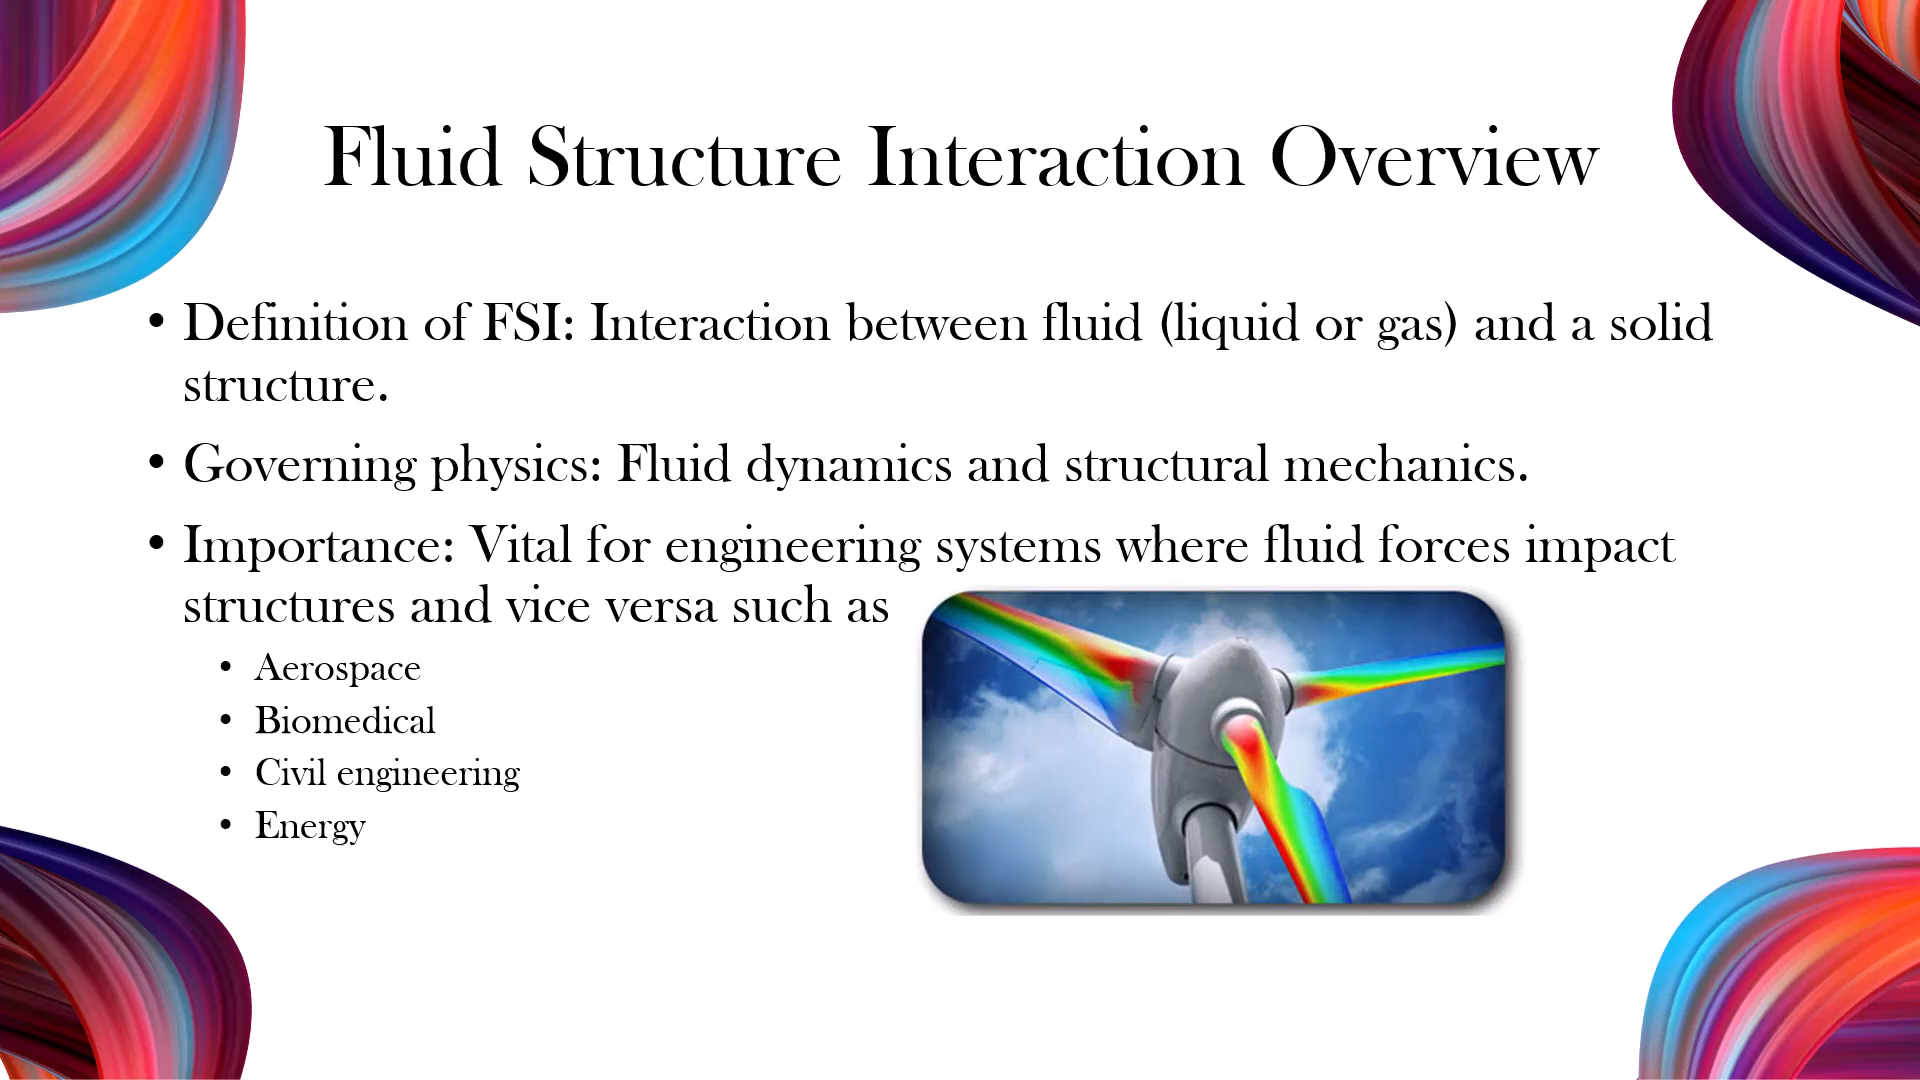 Fluid Structure Interaction Overview
• Definition of FSI: Interaction between fluid (liquid or gas) and a solid
structure.
• Governing physics: Fluid dynamics and structural mechanics.
• Importance: Vital for engineering systems where fluid forces impact
structures and vice versa such as
• Aerospace
• Biomedical
• Civil engineering
• Energy